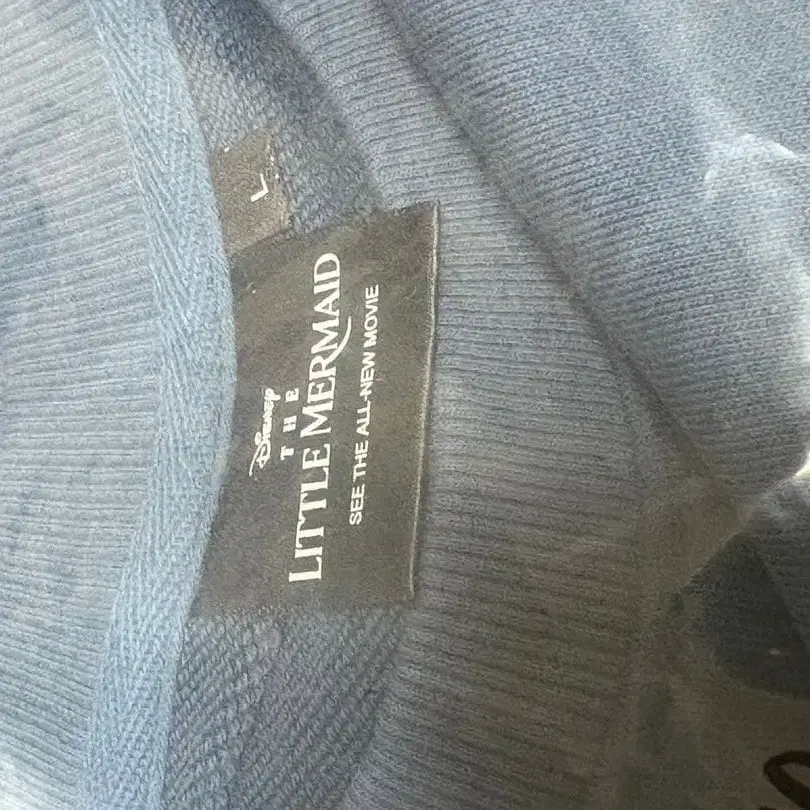 L
Disney
THE
LITTLE MERMAID
SEE THE ALL-NEW MOVIE